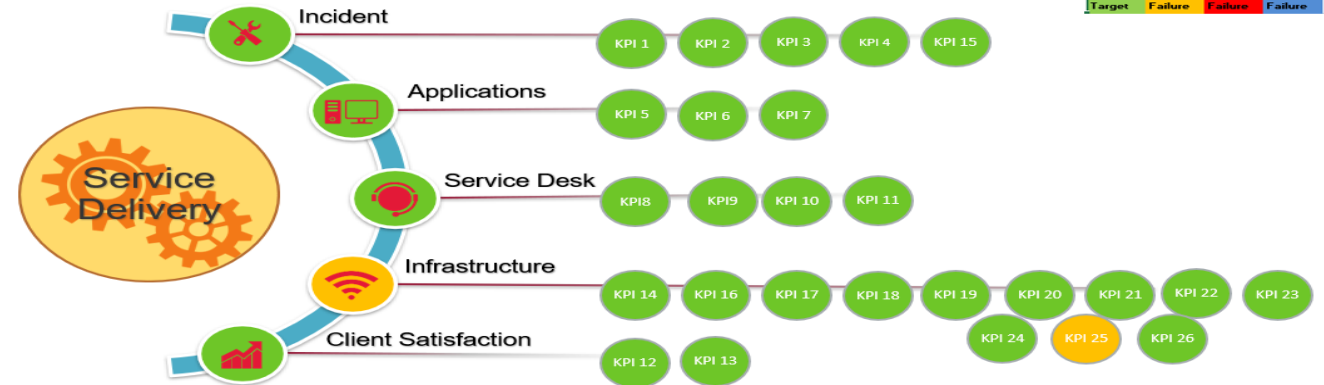 Target Failure Failure Failure
Incident
KPI 1 KPI 2 KPI 3 KPI 4 KPI 15
Applications
KPI 5 KPI 6 KPI 7
Service
Delivery
Service Desk
KPI8 KPI9 KPI 10 KPI 11
Infrastructure
KPI 14 KPI 16 KPI 17 KPI 18 KPI 19 KPI 20 KPI 21 KPI 22 KPI 23
KPI 24 KPI 25 KPI 26
Client Satisfaction
KPI 12 KPI 13